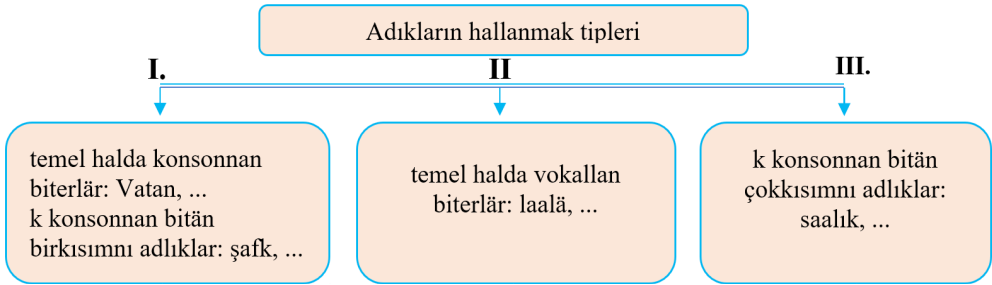 Adıkların hallanmak tipleri
I.
II
III.
temel halda konsonnan
biterlär: Vatan, ...
k konsonnan bitän
birkısımnı adlıklar: şafk, ...
temel halda vokallan
biterlär: laalä, ...
k konsonnan bitän
çokkısımnı adlıklar:
saalık, ...